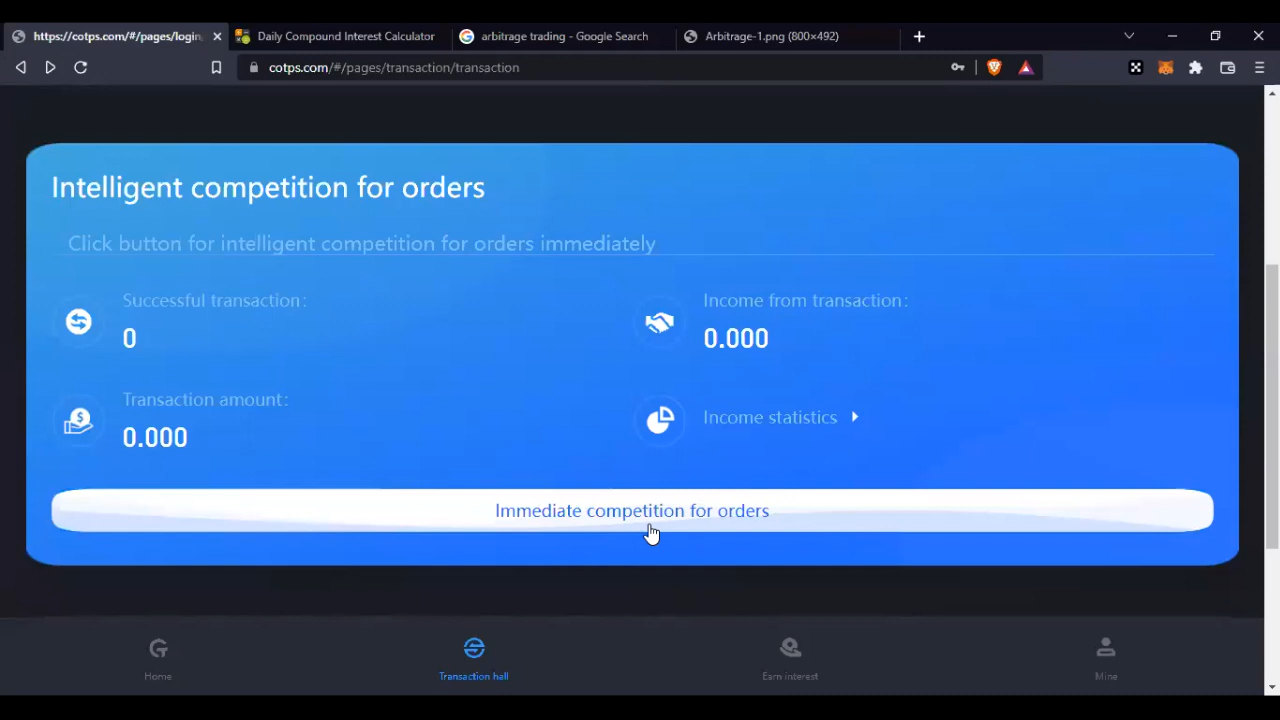 https://cotps.com/#/pages/login
Daily Compound Interest Calculator
arbitrage trading - Google Search
Arbitrage-1.png (800×492)
cotps.com/#/pages/transaction/transaction
Intelligent competition for orders
Click button for intelligent competition for orders immediately
Successful transaction:
0
Income from transaction:
0.000
Transaction amount:
0.000
Income statistics
Immediate competition for orders
Home
Transaction hall
Earn interest
Mine